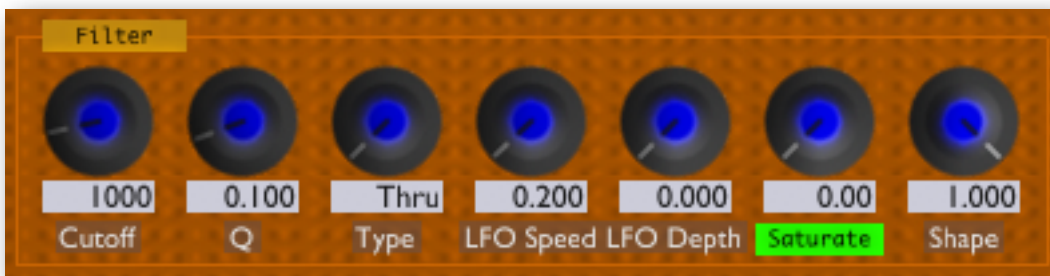 Filter
1000 0.100 Thru 0.200 0.000 0.00 1.000
Cutoff Q Type LFO Speed LFO Depth Saturate Shape